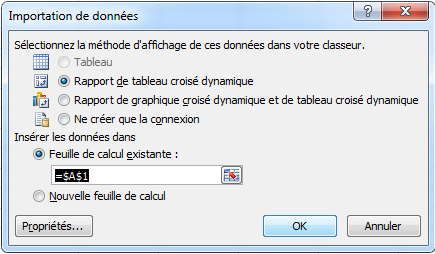 Importation de données
Sélectionnez la méthode d'affichage de ces données dans votre classeur.
Tableau
Rapport de tableau croisé dynamique
Rapport de graphique croisé dynamique et de tableau croisé dynamique
Ne créer que la connexion
Insérer les données dans
Feuille de calcul existante :
=$A$1
Nouvelle feuille de calcul
Propriétés... OK Annuler